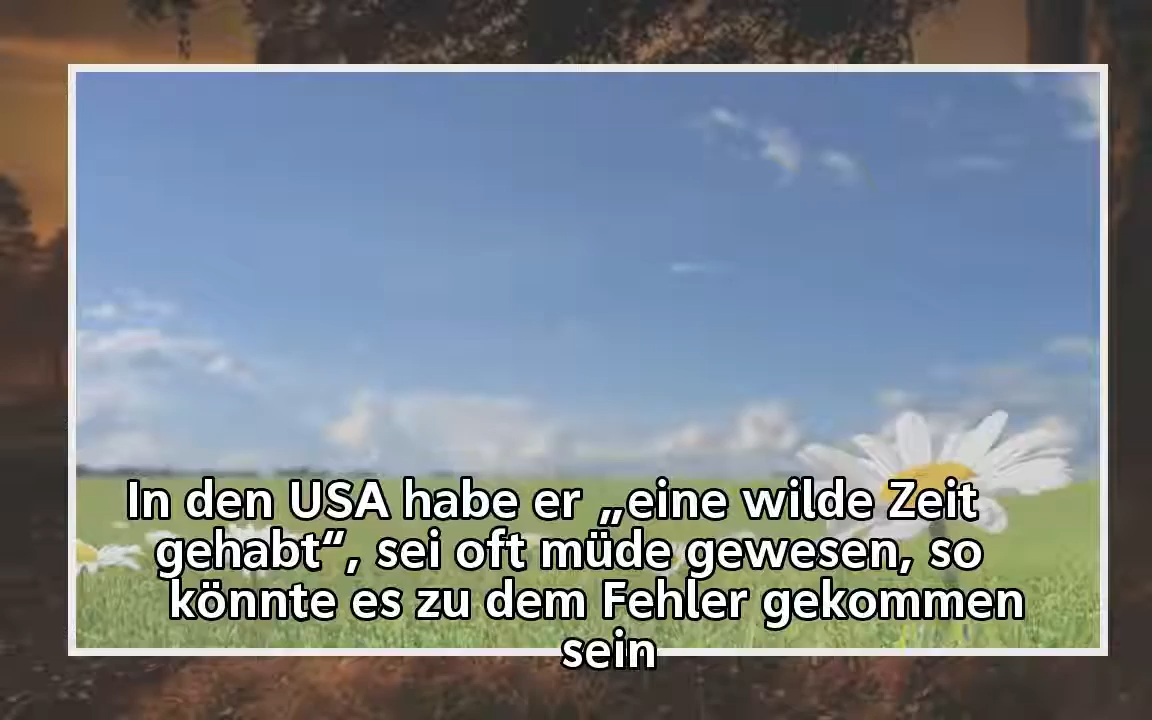 In den USA habe er „eine wilde Zeit
gehabt“, sei oft müde gewesen, so
könnte es zu dem Fehler gekommen
sein